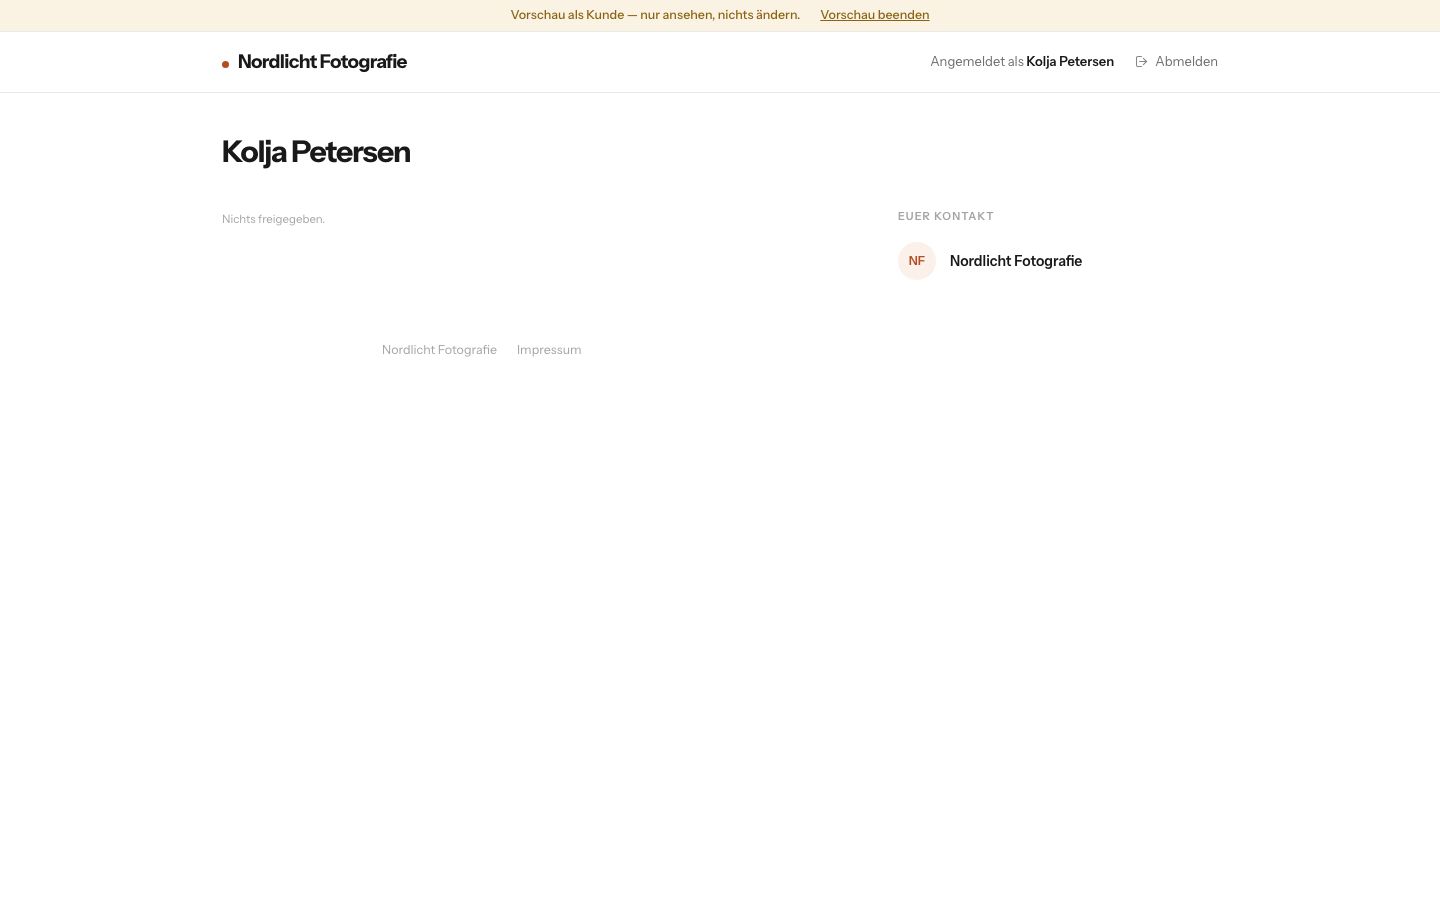 Vorschau als Kunde — nur ansehen, nichts ändern. Vorschau beenden
Nordlicht Fotografie
Angemeldet als Kolja Petersen Abmelden
Kolja Petersen
Nichts freigegeben.
EUER KONTAKT
NF Nordlicht Fotografie
Nordlicht Fotografie Impressum